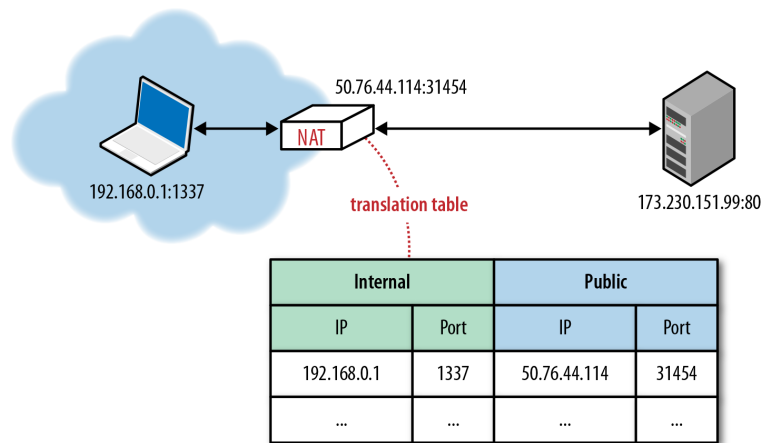 50.76.44.114:31454
NAT
192.168.0.1:1337
173.230.151.99:80
translation table
Internal Public
IP Port IP Port
192.168.0.1 1337 50.76.44.114 31454
... ... ... ...